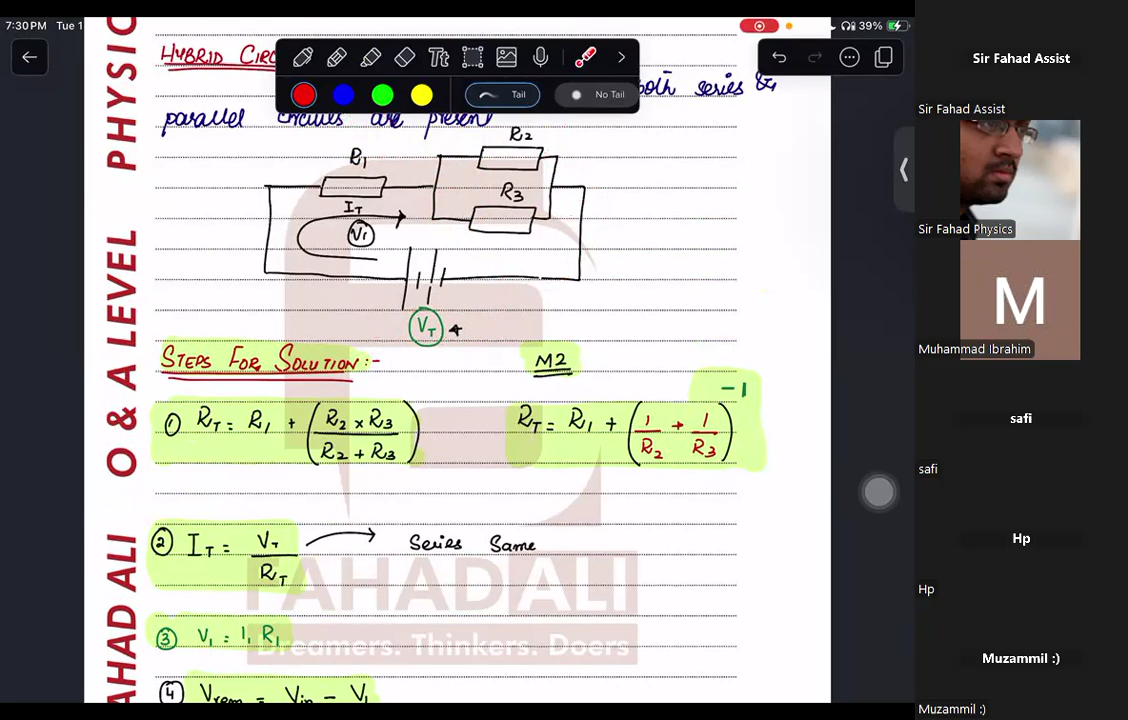 7:30 PM Tue 1
39%
HYBRID CIRC
Tt
Tail
No Tail
both series &
parallel circuits are present
R2
R1
R3
IT
V1
VT
STEPS FOR SOLUTION:-
M2
① RT = R1 + (R2 x R3 / R2 + R3)
RT = R1 + (1/R2 + 1/R3)-1
② IT = VT / RT → Series Same
③ V1 = I1 R1
④ Vrem = Vin - V1
AHAD ALI O & A LEVEL PHYSIC
FAHAD ALI
Dreamers. Thinkers. Doers
Sir Fahad Assist
Sir Fahad Assist
Sir Fahad Physics
M
Muhammad Ibrahim
safi
safi
Hp
Hp
Muzammil :)
Muzammil :)